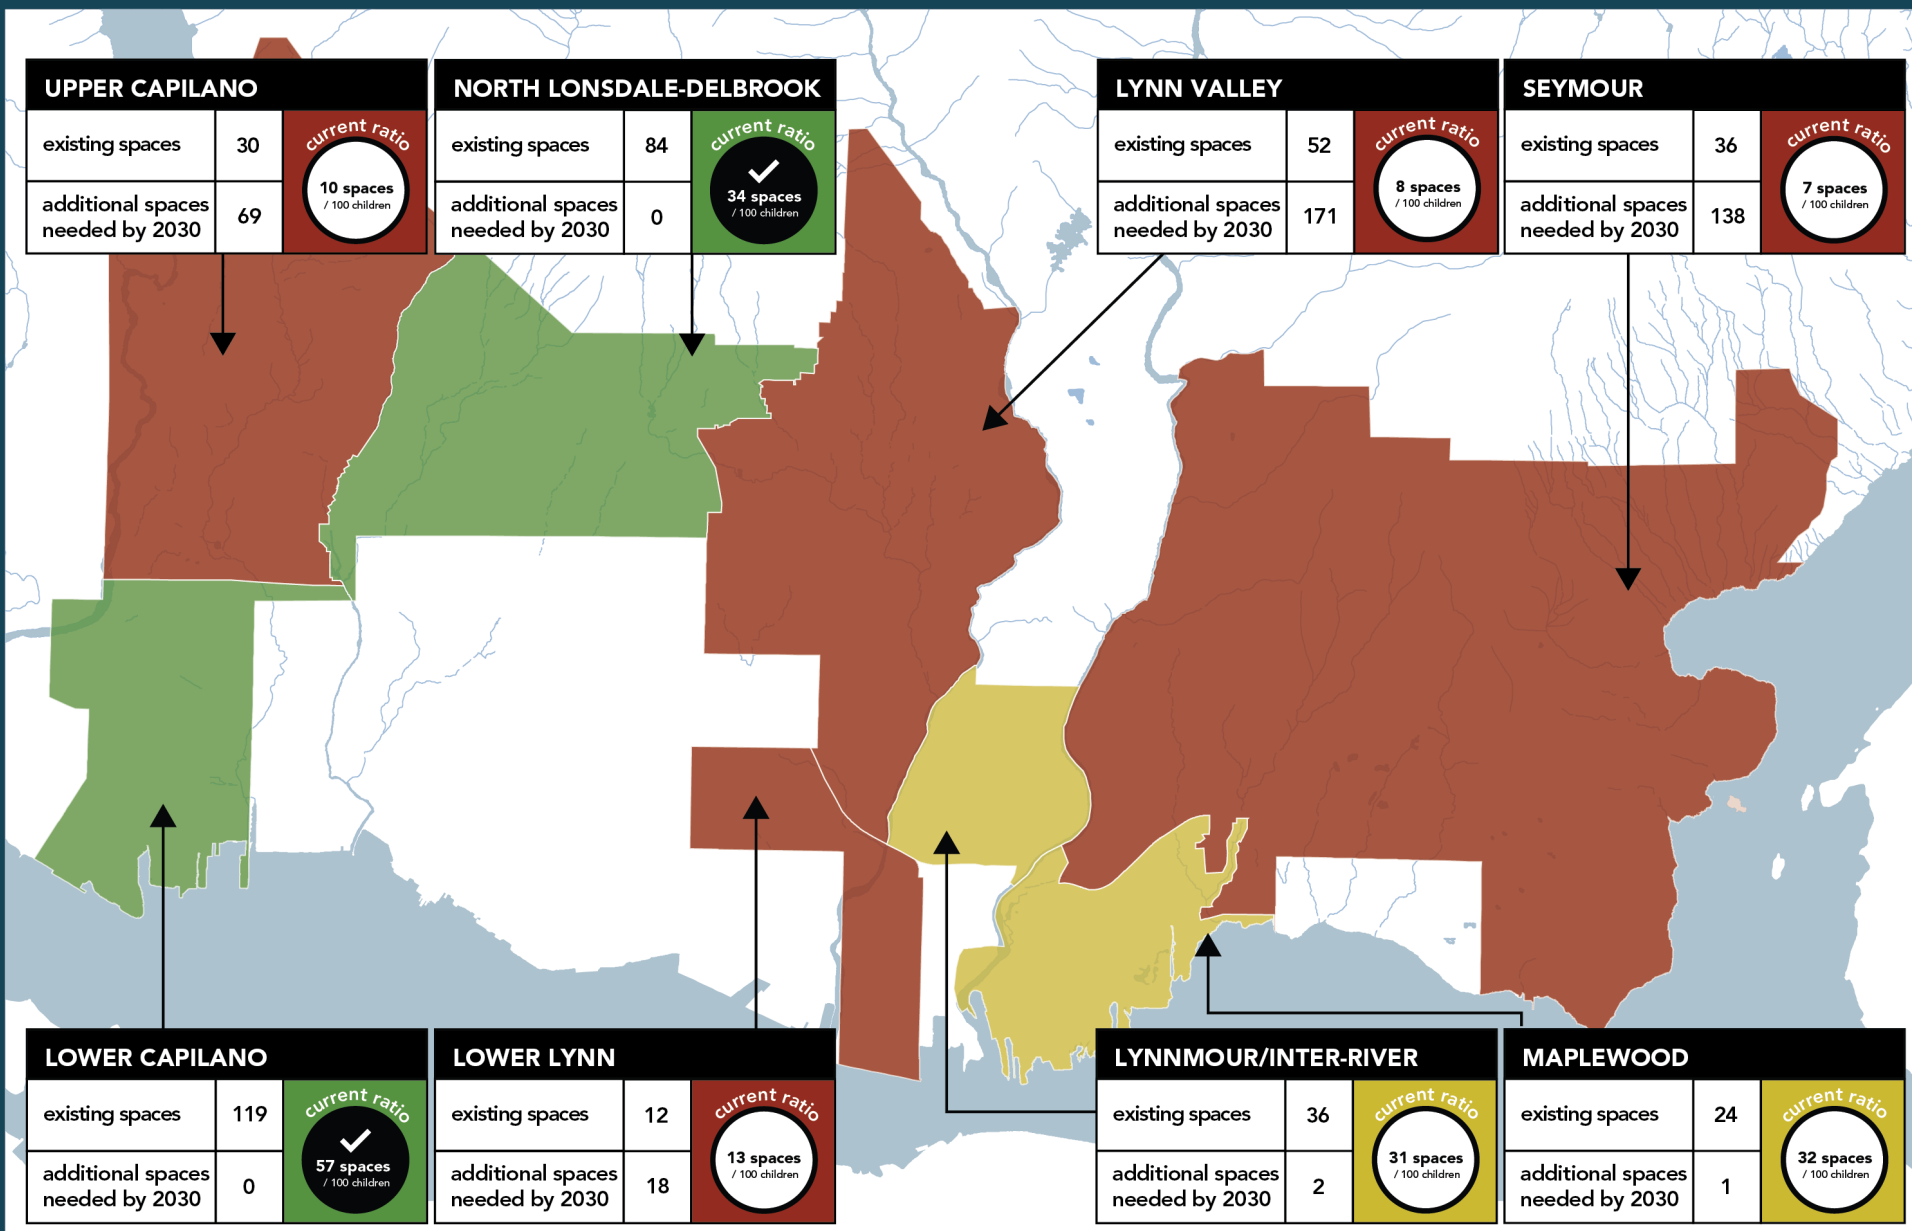 UPPER CAPILANO
existing spaces 30
additional spaces
needed by 2030 69
current ratio
10 spaces
/ 100 children
NORTH LONSDALE-DELBROOK
existing spaces 84
additional spaces
needed by 2030 0
current ratio
34 spaces
/ 100 children
LYNN VALLEY
existing spaces 52
additional spaces
needed by 2030 171
current ratio
8 spaces
/ 100 children
SEYMOUR
existing spaces 36
additional spaces
needed by 2030 138
current ratio
7 spaces
/ 100 children
LOWER CAPILANO
existing spaces 119
additional spaces
needed by 2030 0
current ratio
57 spaces
/ 100 children
LOWER LYNN
existing spaces 12
additional spaces
needed by 2030 18
current ratio
13 spaces
/ 100 children
LYNNMOUR/INTER-RIVER
existing spaces 36
additional spaces
needed by 2030 2
current ratio
31 spaces
/ 100 children
MAPLEWOOD
existing spaces 24
additional spaces
needed by 2030 1
current ratio
32 spaces
/ 100 children